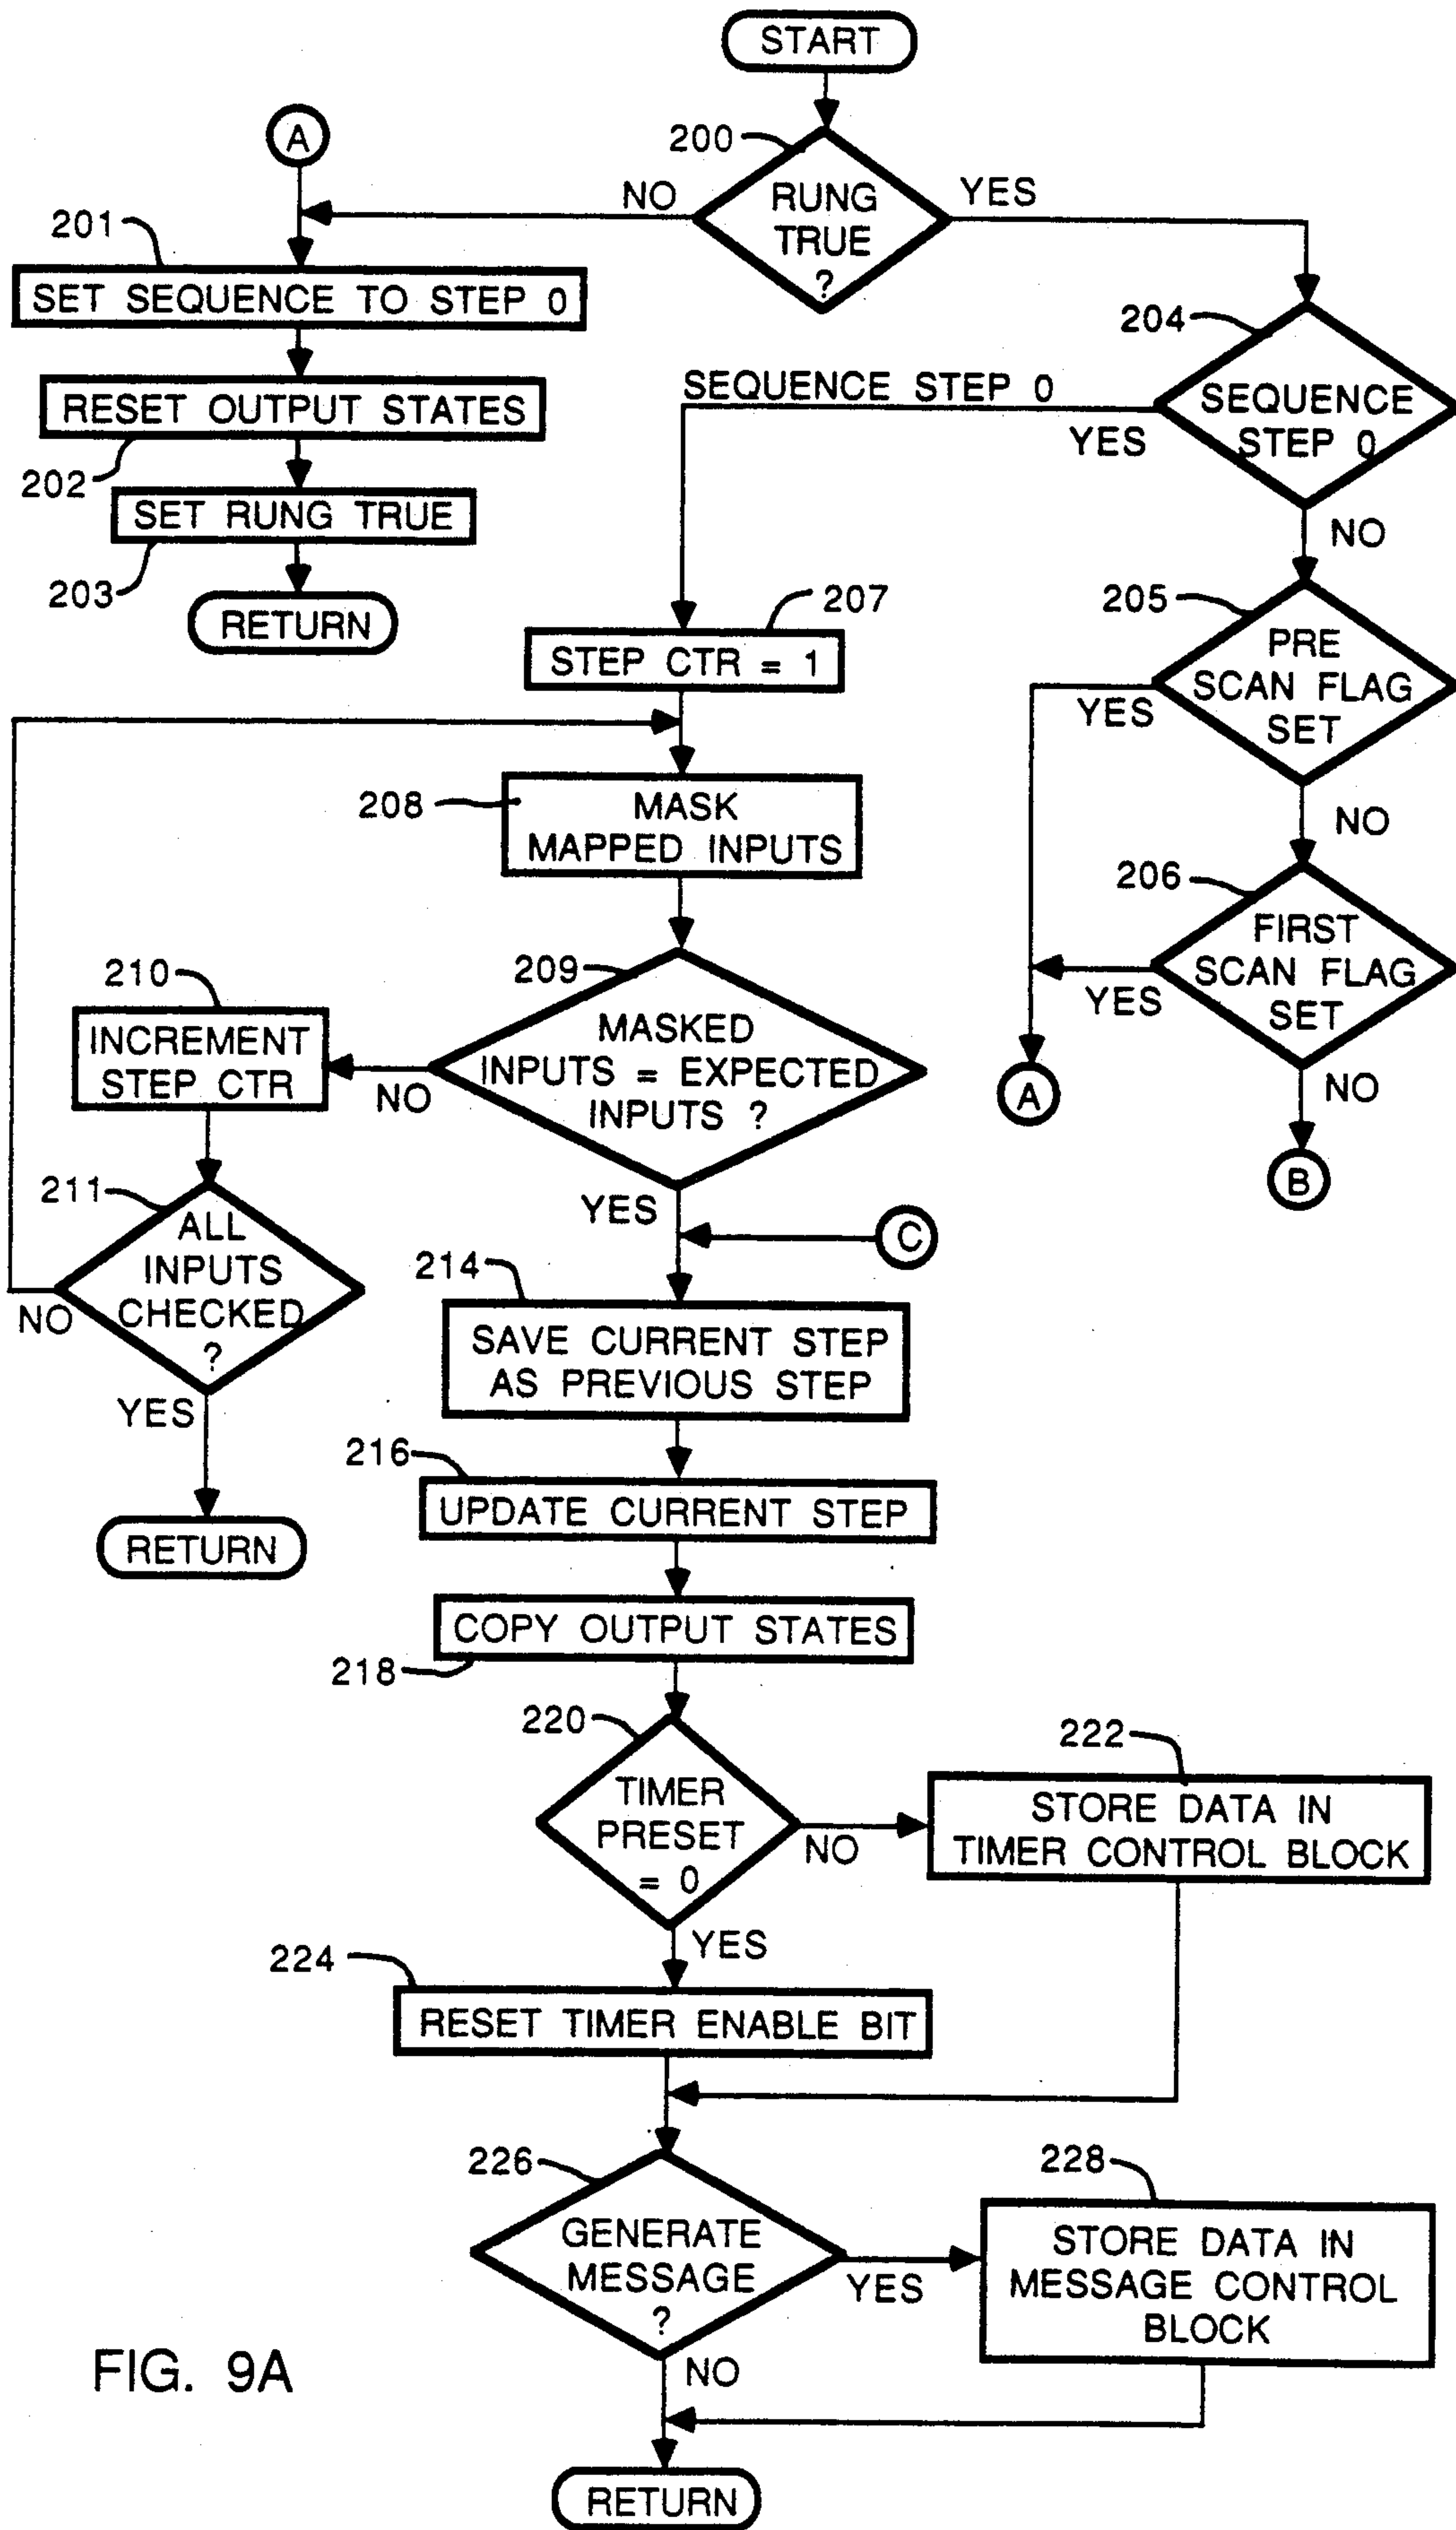 START
A
200
RUNG
TRUE
?
NO
YES
201
SET SEQUENCE TO STEP 0
RESET OUTPUT STATES
202
SET RUNG TRUE
203
RETURN
204
SEQUENCE
STEP 0
SEQUENCE STEP 0
YES
NO
205
PRE
SCAN FLAG
SET
YES
NO
206
FIRST
SCAN FLAG
SET
YES
NO
A
B
207
STEP CTR = 1
208
MASK
MAPPED INPUTS
209
MASKED
INPUTS = EXPECTED
INPUTS ?
NO
YES
210
INCREMENT
STEP CTR
211
ALL
INPUTS
CHECKED
?
NO
YES
RETURN
C
214
SAVE CURRENT STEP
AS PREVIOUS STEP
216
UPDATE CURRENT STEP
COPY OUTPUT STATES
218
220
TIMER
PRESET
= 0
NO
YES
222
STORE DATA IN
TIMER CONTROL BLOCK
224
RESET TIMER ENABLE BIT
226
GENERATE
MESSAGE
?
YES
NO
228
STORE DATA IN
MESSAGE CONTROL
BLOCK
RETURN
FIG. 9A